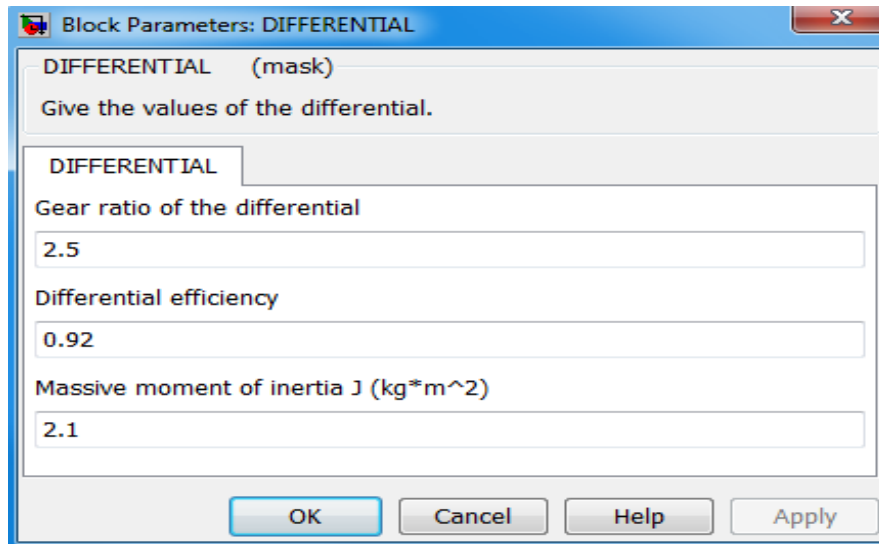 Block Parameters: DIFFERENTIAL
DIFFERENTIAL (mask)
Give the values of the differential.
DIFFERENTIAL
Gear ratio of the differential
2.5
Differential efficiency
0.92
Massive moment of inertia J (kg*m^2)
2.1
OK Cancel Help Apply